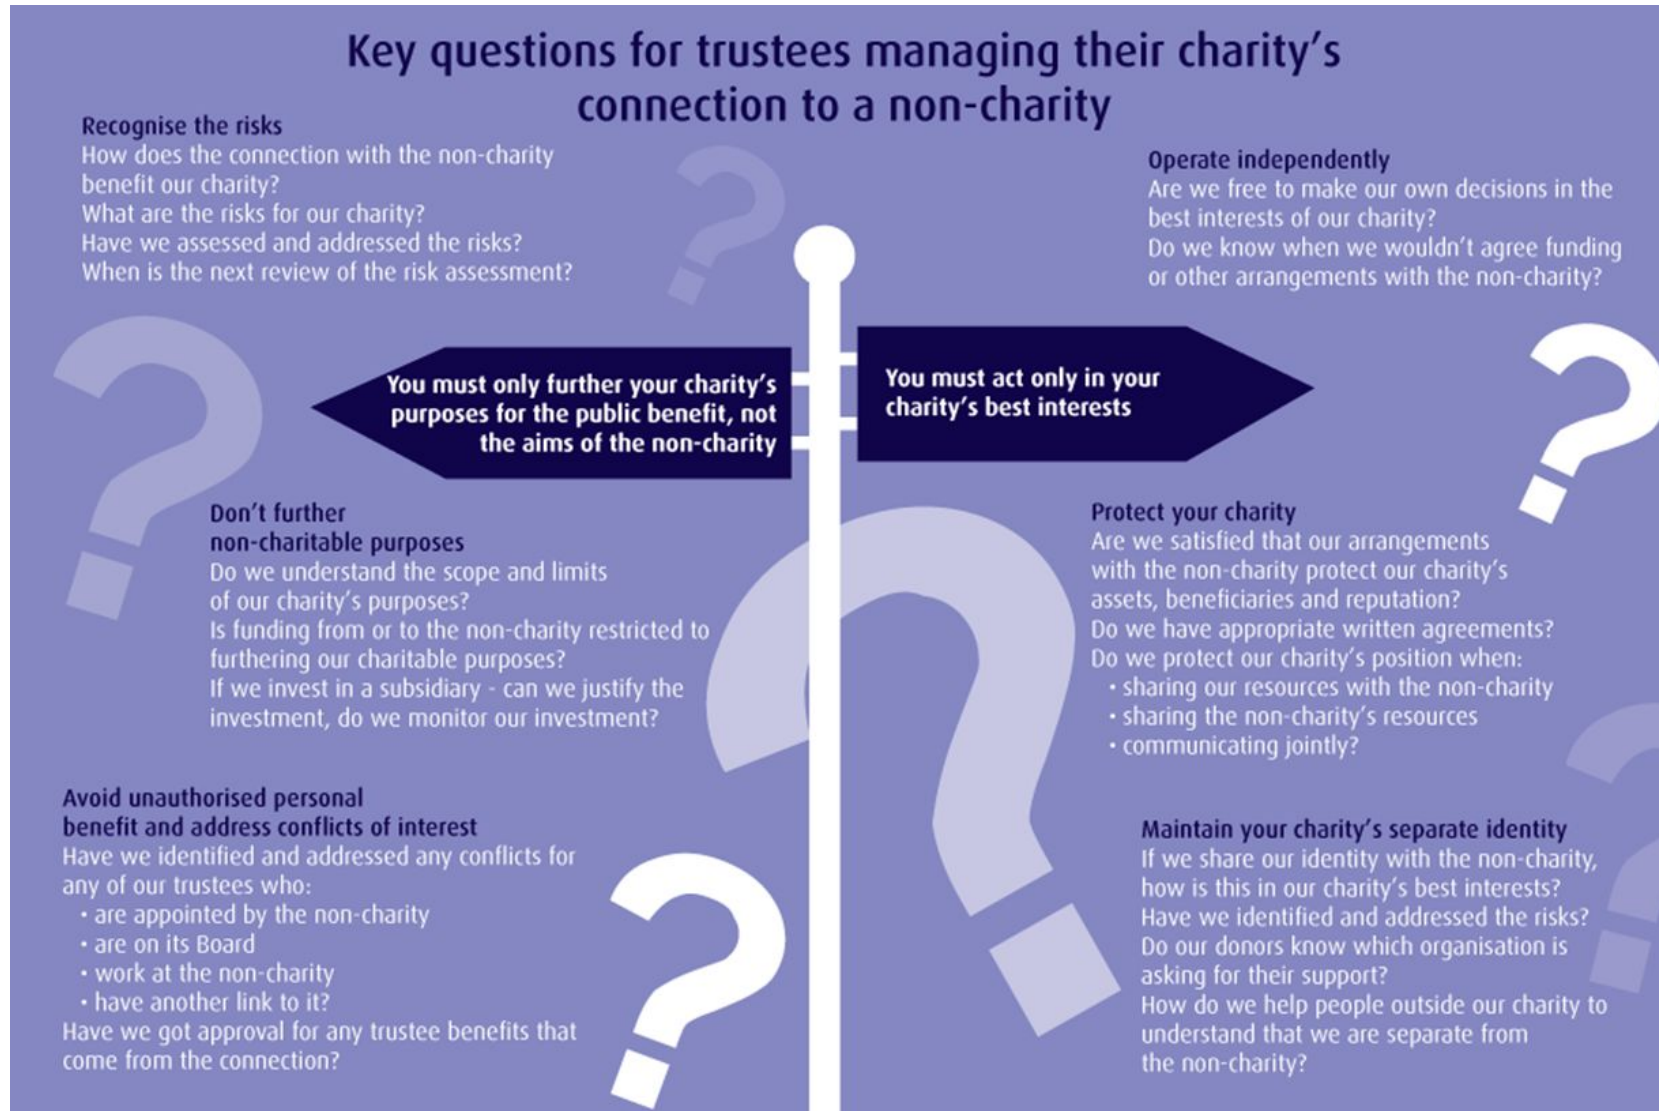 Key questions for trustees managing their charity's
connection to a non-charity
Recognise the risks
How does the connection with the non-charity
benefit our charity?
What are the risks for our charity?
Have we assessed and addressed the risks?
When is the next review of the risk assessment?
Operate independently
Are we free to make our own decisions in the
best interests of our charity?
Do we know when we wouldn't agree funding
or other arrangements with the non-charity?
You must only further your charity's
purposes for the public benefit, not
the aims of the non-charity
You must act only in your
charity's best interests
Don't further
non-charitable purposes
Do we understand the scope and limits
of our charity's purposes?
Is funding from or to the non-charity restricted to
furthering our charitable purposes?
If we invest in a subsidiary - can we justify the
investment, do we monitor our investment?
Protect your charity
Are we satisfied that our arrangements
with the non-charity protect our charity's
assets, beneficiaries and reputation?
Do we have appropriate written agreements?
Do we protect our charity's position when:
• sharing our resources with the non-charity
• sharing the non-charity's resources
• communicating jointly?
Avoid unauthorised personal
benefit and address conflicts of interest
Have we identified and addressed any conflicts for
any of our trustees who:
• are appointed by the non-charity
• are on its Board
• work at the non-charity
• have another link to it?
Have we got approval for any trustee benefits that
come from the connection?
Maintain your charity's separate identity
If we share our identity with the non-charity,
how is this in our charity's best interests?
Have we identified and addressed the risks?
Do our donors know which organisation is
asking for their support?
How do we help people outside our charity to
understand that we are separate from
the non-charity?